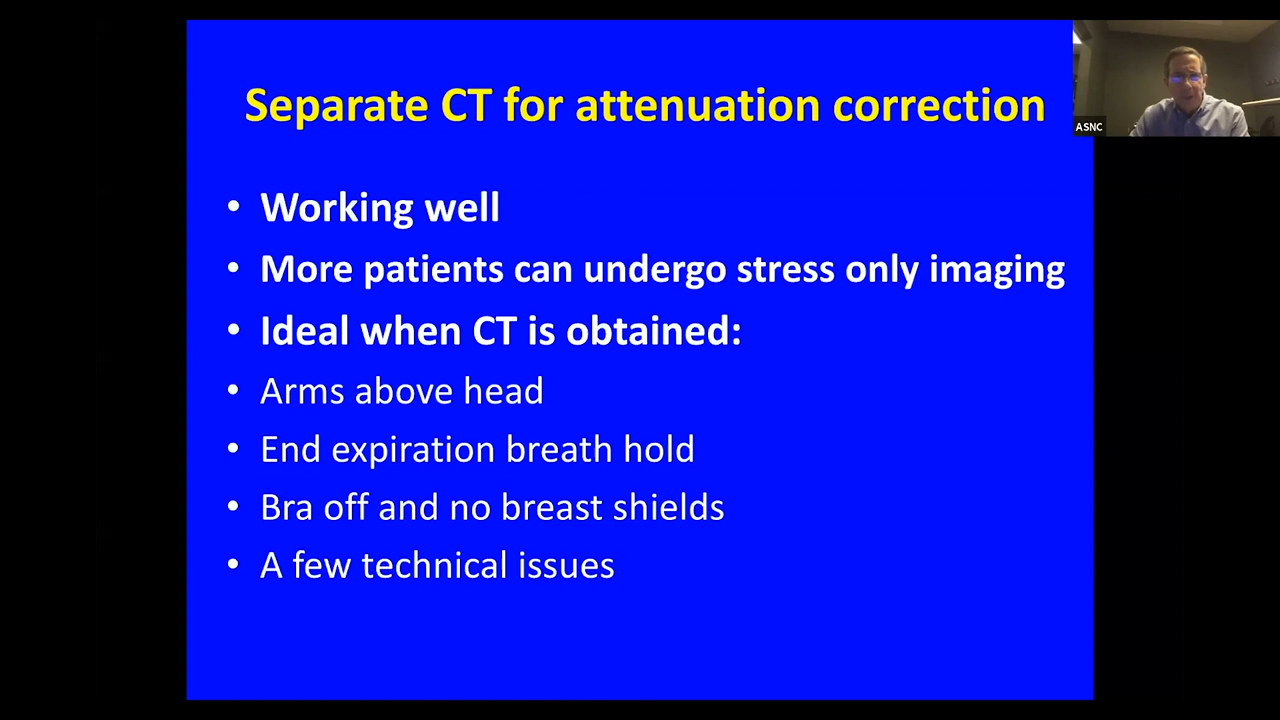 Separate CT for attenuation correction
ASNC
• Working well
• More patients can undergo stress only imaging
• Ideal when CT is obtained:
• Arms above head
• End expiration breath hold
• Bra off and no breast shields
• A few technical issues